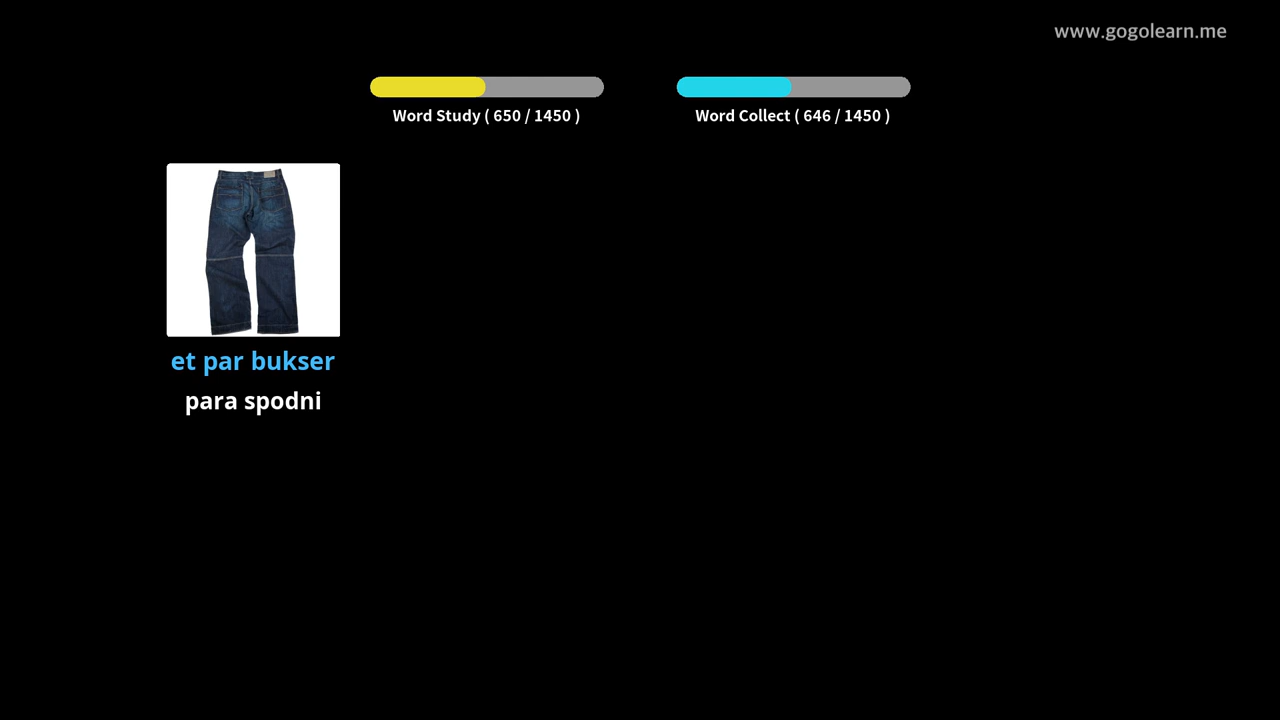 www.gogolearn.me
Word Study ( 650 / 1450 )
Word Collect ( 646 / 1450 )
et par bukser
para spodni